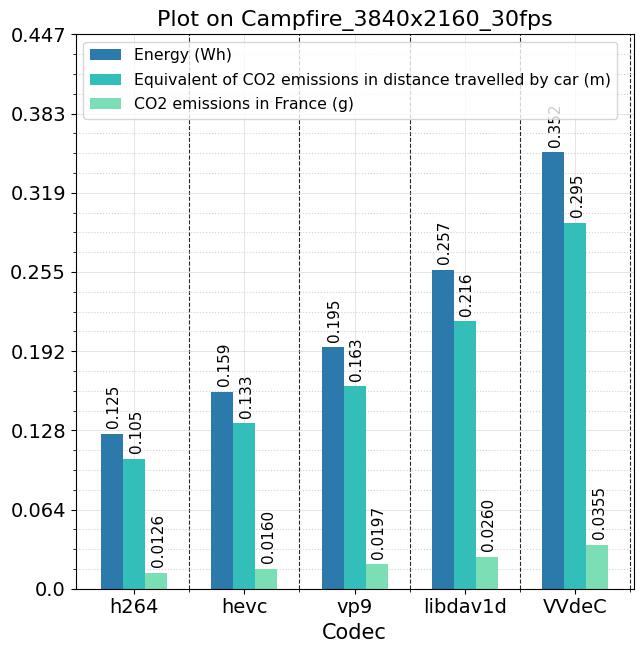 Plot on Campfire_3840x2160_30fps
Energy (Wh)
Equivalent of CO2 emissions in distance travelled by car (m)
CO2 emissions in France (g)
0.447
0.383
0.319
0.255
0.192
0.128
0.064
0.0
0.125
0.105
0.0126
0.159
0.133
0.0160
0.195
0.163
0.0197
0.257
0.216
0.0260
0.352
0.295
0.0355
h264
hevc
vp9
libdav1d
VVdeC
Codec